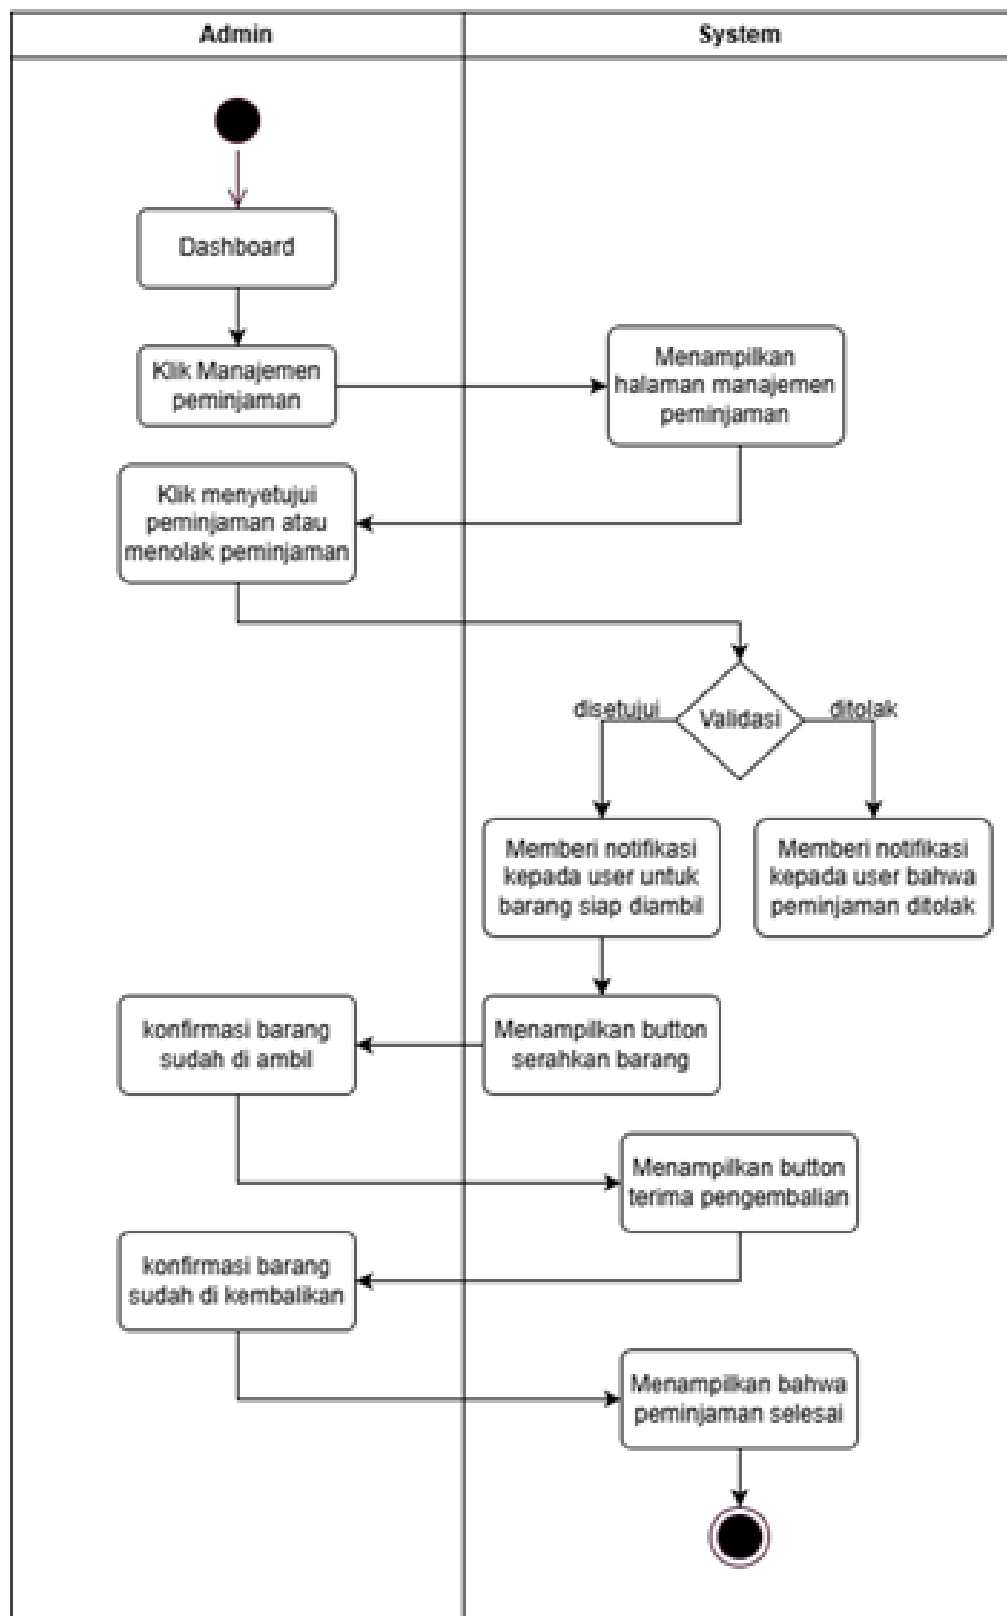 Admin
System
Dashboard
Klik Manajemen
peminjaman
Menampilkan
halaman manajemen
peminjaman
Klik menyetujui
peminjaman atau
menolak peminjaman
disetujui
Validasi
ditolak
Memberi notifikasi
kepada user untuk
barang siap diambil
Memberi notifikasi
kepada user bahwa
peminjaman ditolak
konfirmasi barang
sudah di ambil
Menampilkan button
serahkan barang
Menampilkan button
terima pengembalian
konfirmasi barang
sudah di kembalikan
Menampilkan bahwa
peminjaman selesai